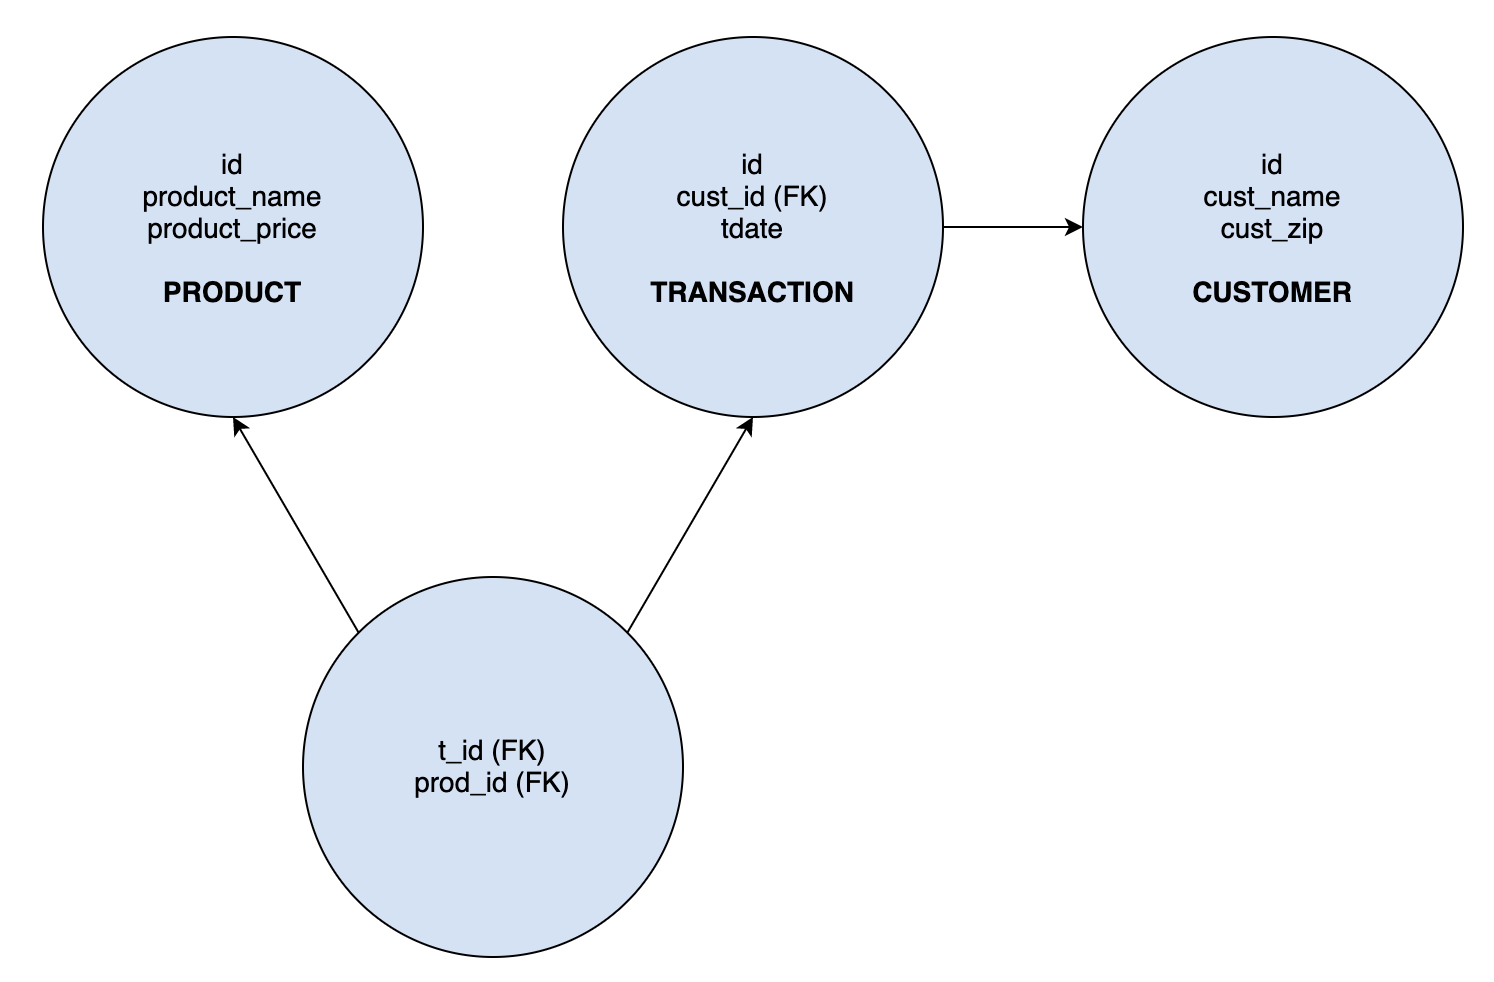 id
product_name
product_price
PRODUCT
id
cust_id (FK)
tdate
TRANSACTION
id
cust_name
cust_zip
CUSTOMER
t_id (FK)
prod_id (FK)